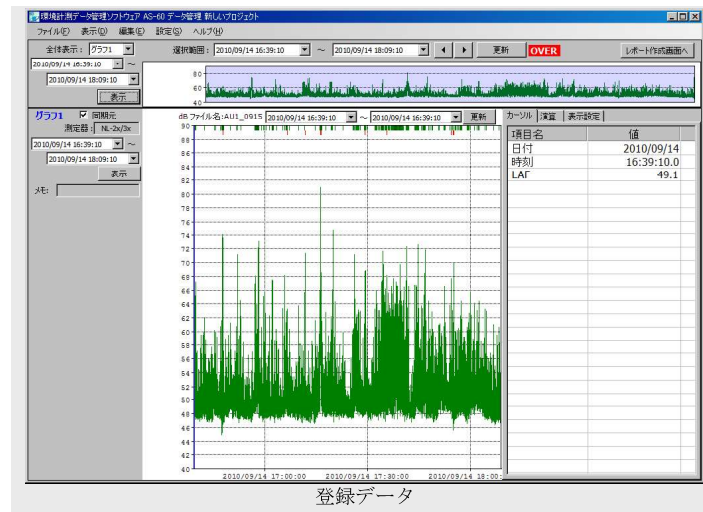 環境計測データ管理ソフトウェア AS-60 データ管理 新しいプロジェクト
ファイル(F) 表示(D) 編集(E) 設定(S) ヘルプ(H)
全体表示： グラフ1 選択範囲： 2010/09/14 16:39:10 ～ 2010/09/14 18:09:10 更新 OVER レポート作成画面へ
2010/09/14 16:39:10 ～
2010/09/14 18:09:10
表示
80
60
40
グラフ1 同期元
測定器： NL-2x/3x
2010/09/14 16:39:10 ～
2010/09/14 18:09:10
表示
メモ:
dB ファイル名:AU1_0915 2010/09/14 16:39:10 ～ 2010/09/14 18:09:10 更新
90
88
86
84
82
80
78
76
74
72
70
68
66
64
62
60
58
56
54
52
50
48
46
44
42
40
2010/09/14 17:00:00 2010/09/14 17:30:00 2010/09/14 18:00:
カーソル 演算 表示設定
項目名 値
日付 2010/09/14
時刻 16:39:10.0
LAF 49.1
登録データ